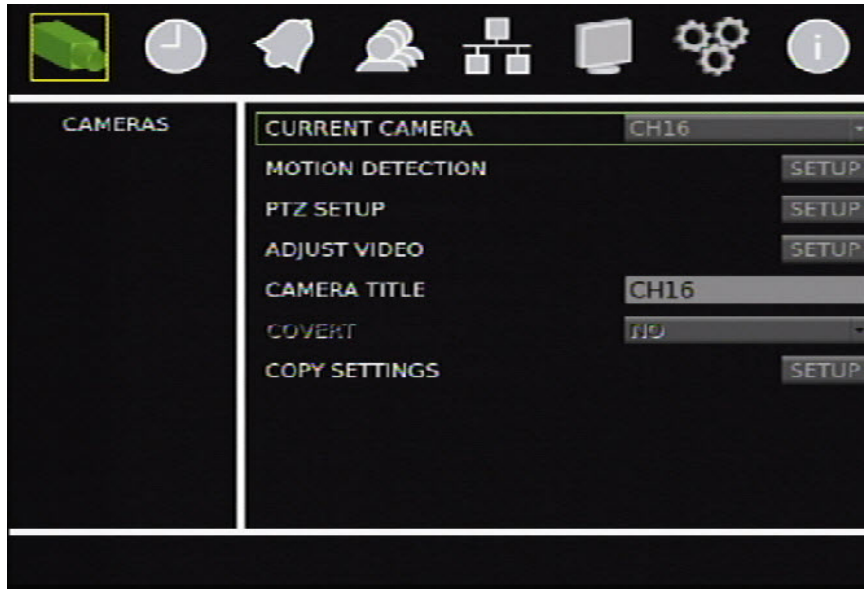 CAMERAS
CURRENT CAMERA CH16
MOTION DETECTION SETUP
PTZ SETUP SETUP
ADJUST VIDEO SETUP
CAMERA TITLE CH16
COVERT NO
COPY SETTINGS SETUP